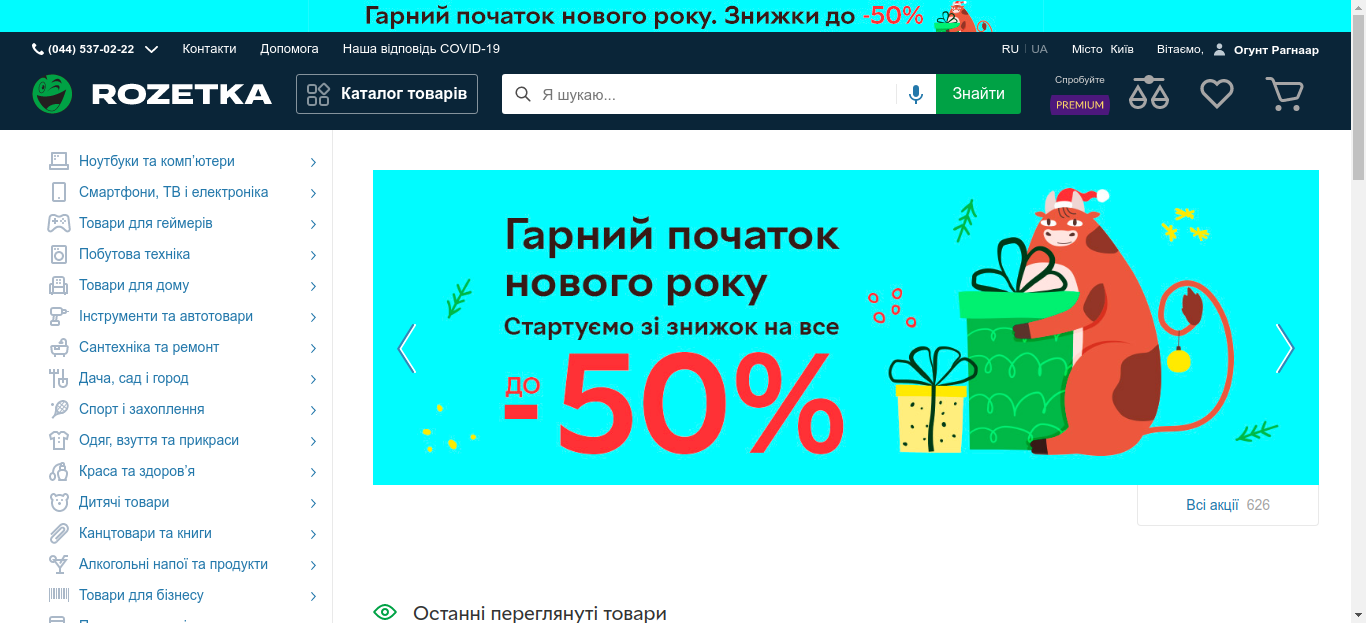 Гарний початок нового року. Знижки до -50%
(044) 537-02-22 Контакти Допомога Наша відповідь COVID-19 RU UA Місто Київ Вітаємо, Огунт Рагнаар
ROZETKA Каталог товарів Я шукаю... Знайти Спробуйте
PREMIUM
Ноутбуки та комп'ютери
Смартфони, ТВ і електроніка
Товари для геймерів
Побутова техніка
Товари для дому
Інструменти та автотовари
Сантехніка та ремонт
Дача, сад і город
Спорт і захоплення
Одяг, взуття та прикраси
Краса та здоров'я
Дитячі товари
Канцтовари та книги
Алкогольні напої та продукти
Товари для бізнесу
Гарний початок
нового року
Стартуємо зі знижок на все
до
-50%
Всі акції 626
Останні переглянуті товари